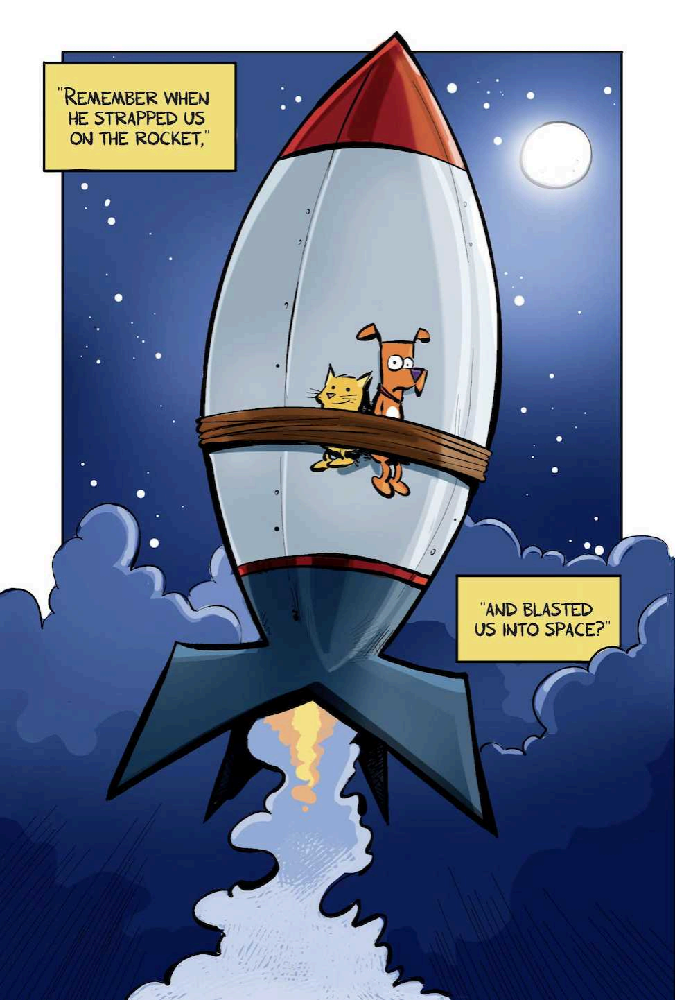 "REMEMBER WHEN
HE STRAPPED US
ON THE ROCKET,"
"AND BLASTED
US INTO SPACE?"